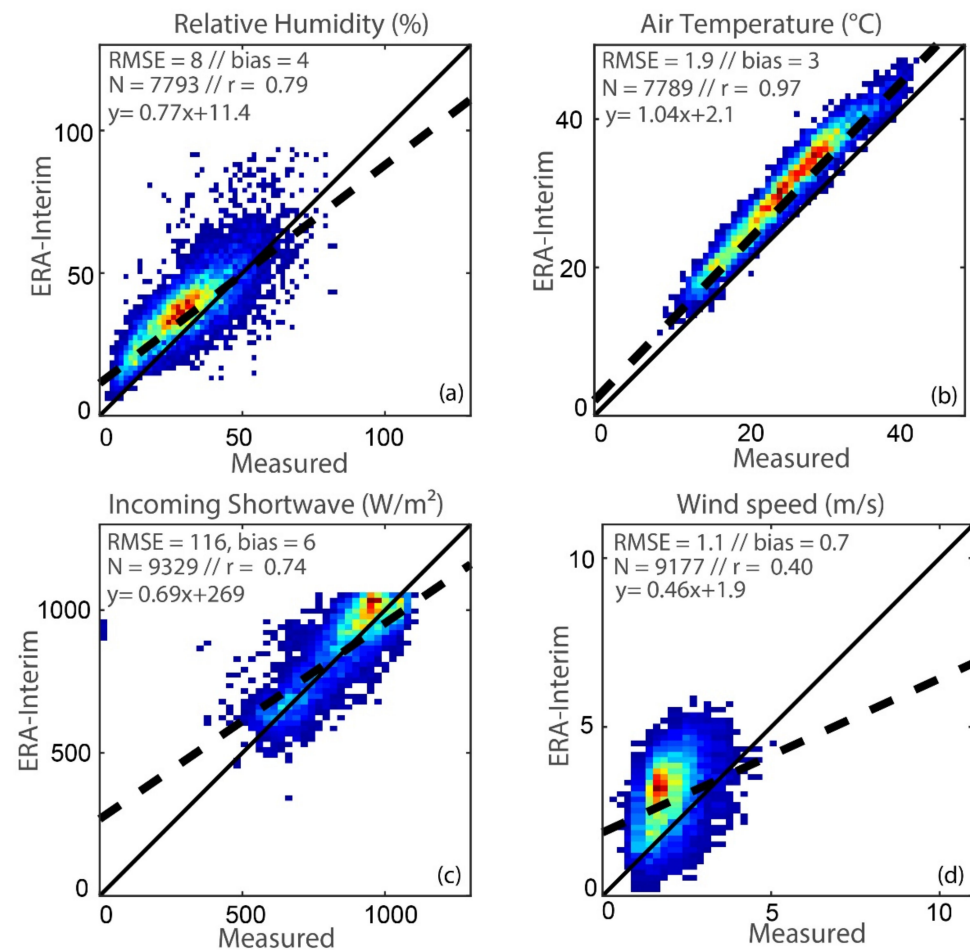 Relative Humidity (%)
RMSE = 8 // bias = 4
N = 7793 // r = 0.79
y= 0.77x+11.4
100
50
0
ERA-Interim
(a)
0 50 100
Measured
Air Temperature (°C)
RMSE = 1.9 // bias = 3
N = 7789 // r = 0.97
y= 1.04x+2.1
40
20
0
ERA-Interim
(b)
0 20 40
Measured
Incoming Shortwave (W/m²)
RMSE = 116, bias = 6
N = 9329 // r = 0.74
y= 0.69x+269
1000
500
0
ERA-Interim
(c)
500 1000
Measured
Wind speed (m/s)
RMSE = 1.1 // bias = 0.7
N = 9177 // r = 0.40
y= 0.46x+1.9
10
5
0
ERA-Interim
(d)
0 5 10
Measured